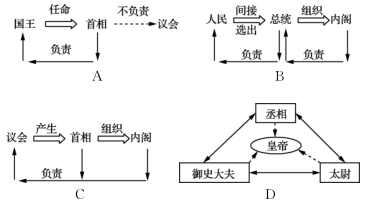 任命 不负责
国王 首相 议会
负责
A
间接 组织
人民 总统 内阁
选出
负责 负责
B
产生 组织
议会 首相 内阁
负责
C
丞相
皇帝
御史大夫 太尉
D